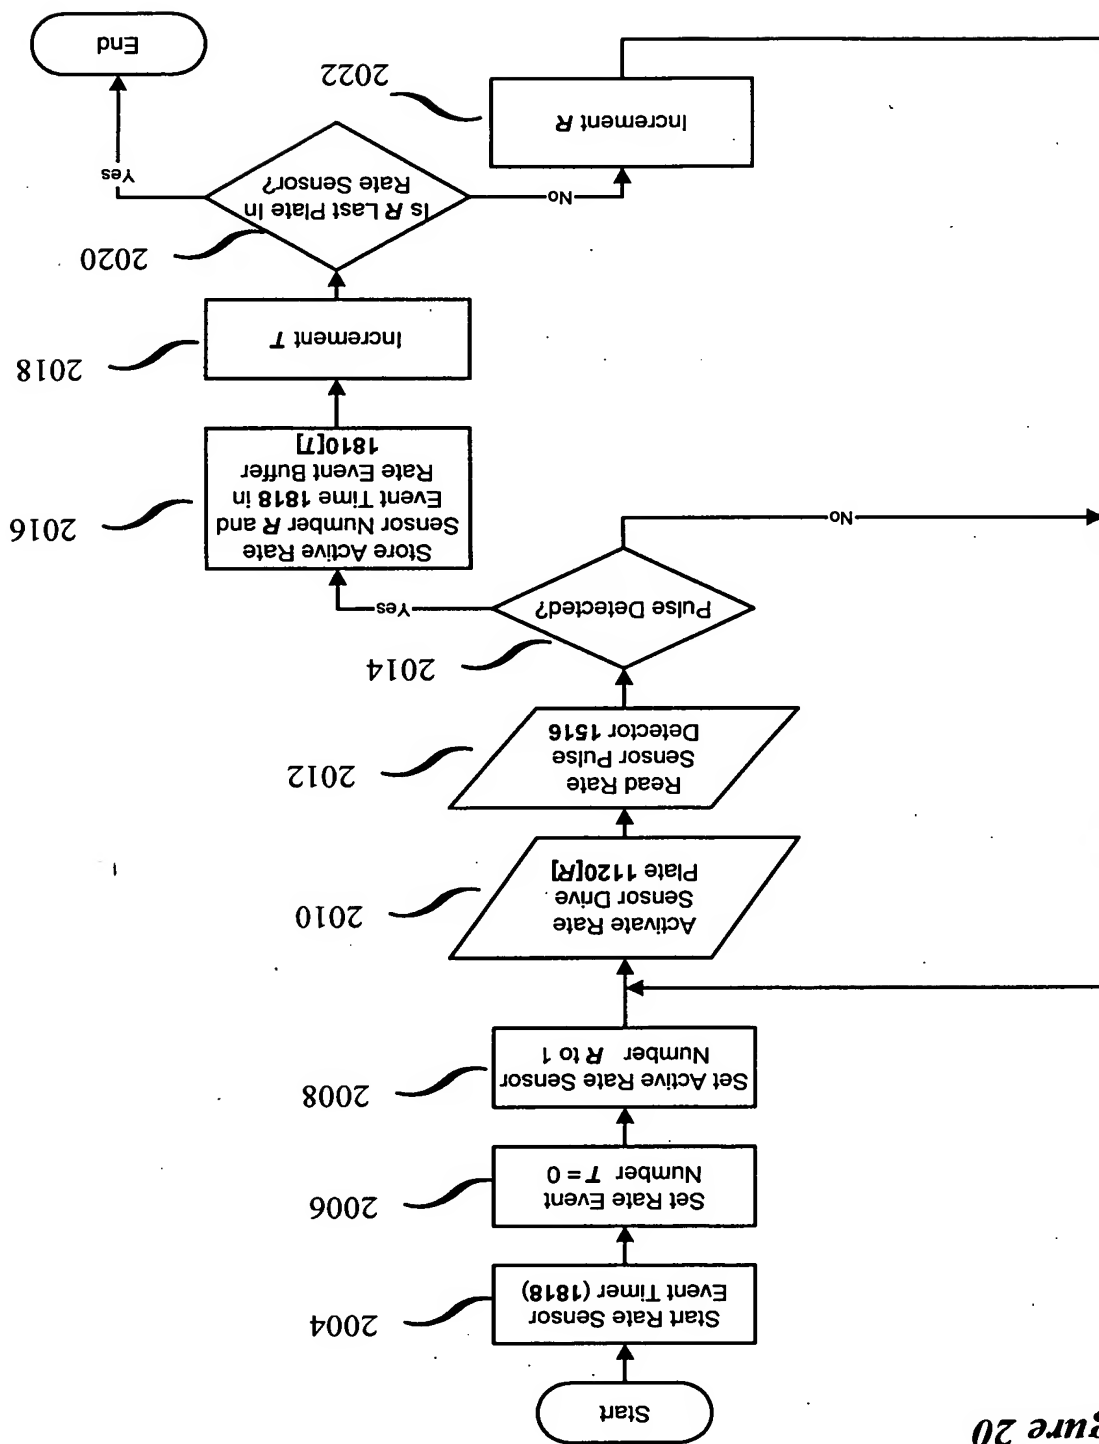 Figure 20
Start
Start Rate Sensor
Event Timer (1818)
2004
Set Rate Event
Number T = 0
2006
Set Active Rate Sensor
Number R to 1
2008
Activate Rate
Sensor Drive
Plate 1120[R]
2010
Read Rate
Sensor Pulse
Detector 1516
2012
Pulse Detected?
2014
No
Yes
Store Active Rate
Sensor Number R and
Event Time 1818 in
Rate Event Buffer
1810[T]
2016
Increment T
2018
Is R Last Plate In
Rate Sensor?
2020
No
Yes
Increment R
2022
End